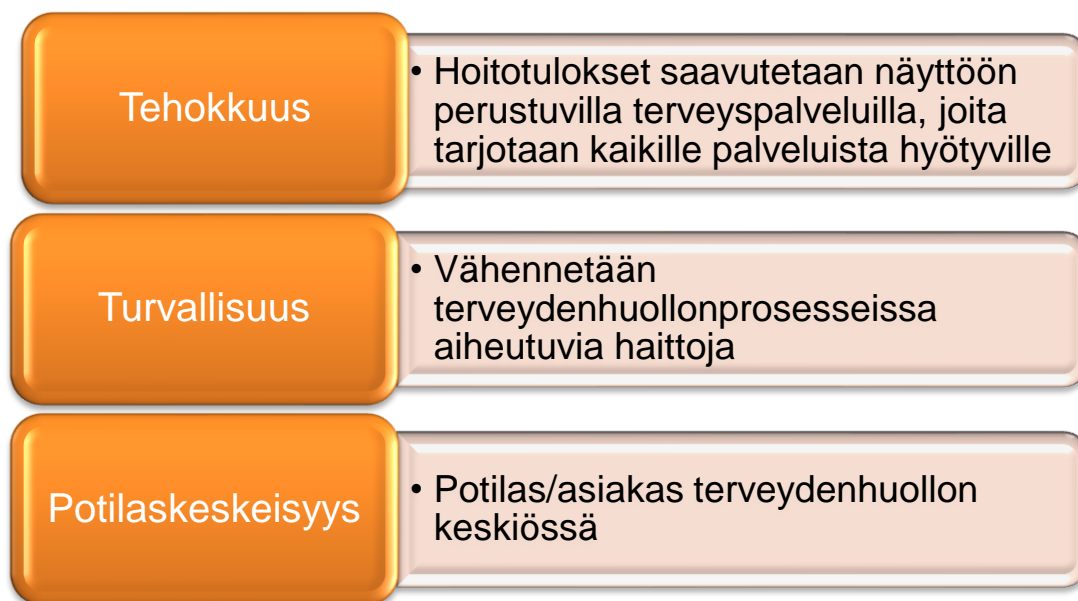 Tehokkuus
• Hoitotulokset saavutetaan näyttöön
perustuvilla terveyspalveluilla, joita
tarjotaan kaikille palveluista hyötyville
Turvallisuus
• Vähennetään
terveydenhuollonprosesseissa
aiheutuvia haittoja
Potilaskeskeisyys
• Potilas/asiakas terveydenhuollon
keskiössä